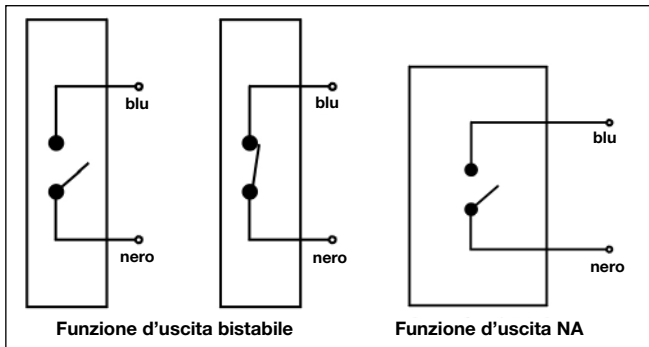 blu
nero
blu
nero
Funzione d'uscita bistabile
blu
nero
Funzione d'uscita NA